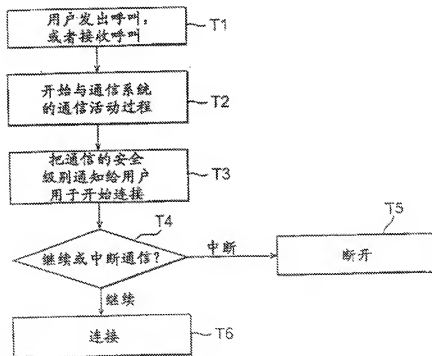 用户发出呼叫,
或者接收呼叫
T1
开始与通信系统
的通信活动过程
T2
把通信的安全
级别通知给用户
用于开始连接
T3
T4
继续或中断通信?
中断
T5
断开
继续
连接
T6